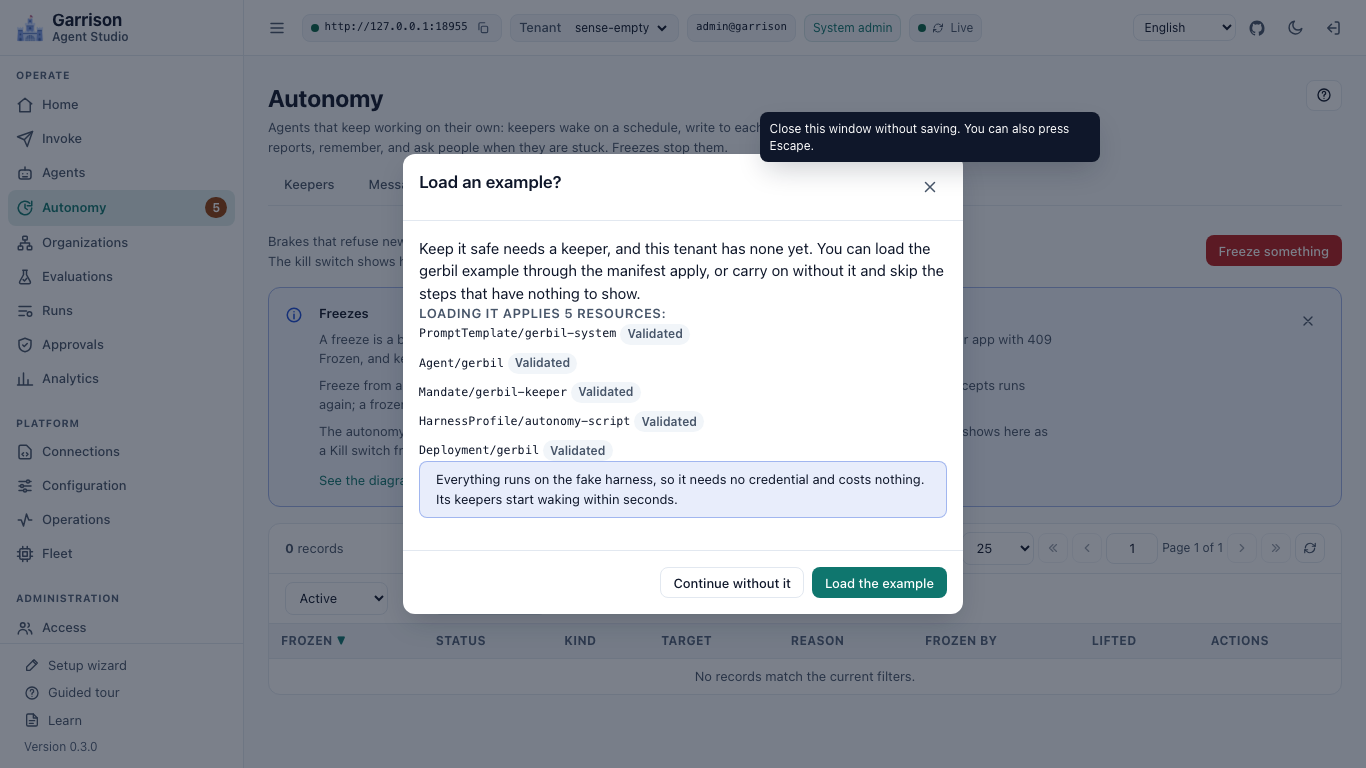 Garrison
Agent Studio
http://127.0.0.1:18955
Tenant sense-empty
admin@garrison
System admin
Live
English
OPERATE
Home
Invoke
Agents
Autonomy 5
Organizations
Evaluations
Runs
Approvals
Analytics
PLATFORM
Connections
Configuration
Operations
Fleet
ADMINISTRATION
Access
Setup wizard
Guided tour
Learn
Version 0.3.0
Autonomy
Agents that keep working on their own: keepers wake on a schedule, write to
reports, remember, and ask people when they are stuck. Freezes stop them.
Close this window without saving. You can also press
Escape.
Keepers
Brakes that refuse
The kill switch shows
Freeze something
Freezes
A freeze is a
r app with 409
Frozen, and
Freeze from
cepts runs
again; a
The autonomy
shows here as
a Kill switch
See the
Load an example?
Keep it safe needs a keeper, and this tenant has none yet. You can load the
gerbil example through the manifest apply, or carry on without it and skip the
steps that have nothing to show.
LOADING IT APPLIES 5 RESOURCES:
PromptTemplate/gerbil-system Validated
Agent/gerbil Validated
Mandate/gerbil-keeper Validated
HarnessProfile/autonomy-script Validated
Deployment/gerbil Validated
Everything runs on the fake harness, so it needs no credential and costs nothing.
Its keepers start waking within seconds.
Continue without it
Load the example
0 records
25
1
Page 1 of 1
Active
FROZEN ▼ STATUS KIND TARGET REASON FROZEN BY LIFTED ACTIONS
No records match the current filters.